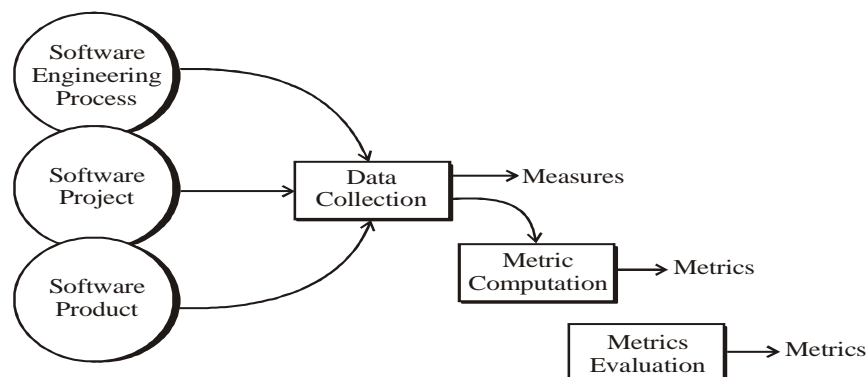 Software
Engineering
Process
Software
Project
Data
Collection
Measures
Software
Product
Metric
Computation
Metrics
Metrics
Evaluation
Metrics